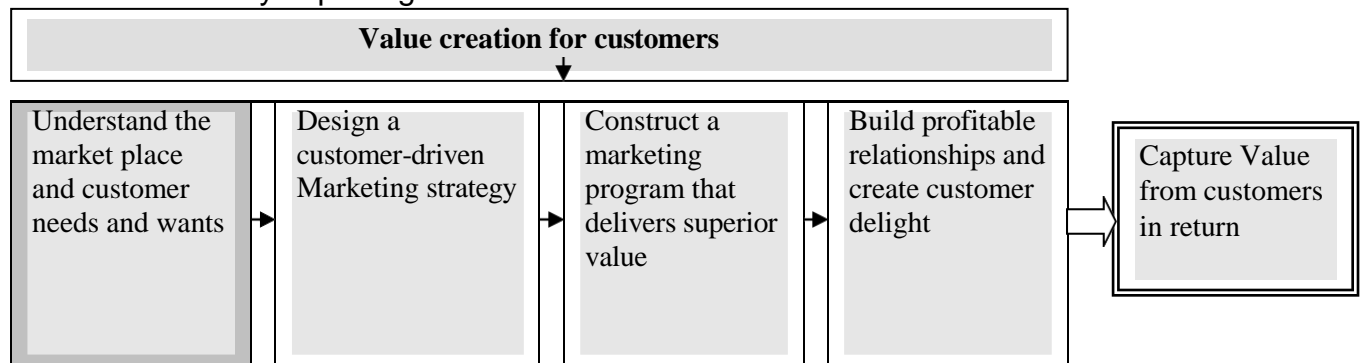 Value creation for customers
Understand the
market place
and customer
needs and wants
Design a
customer-driven
Marketing strategy
Construct a
marketing
program that
delivers superior
value
Build profitable
relationships and
create customer
delight
Capture Value
from customers
in return